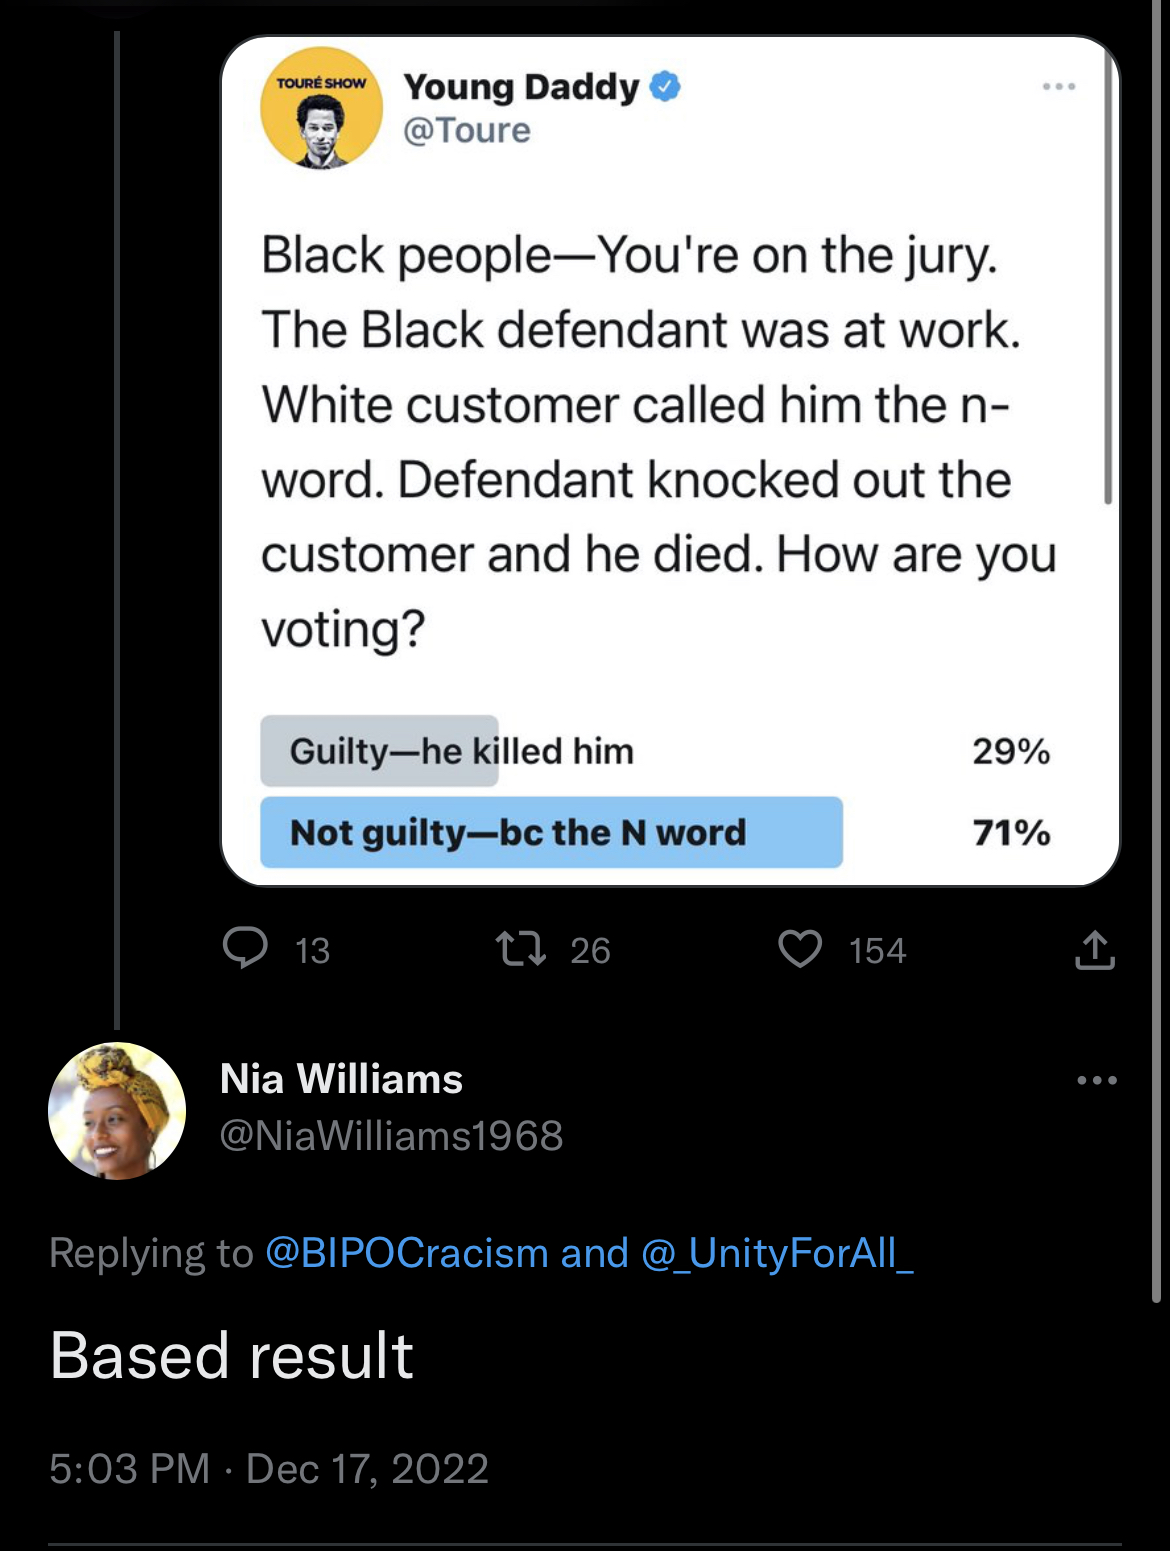 TOURÉ SHOW
Young Daddy
@Toure
Black people—You're on the jury.
The Black defendant was at work.
White customer called him the n-
word. Defendant knocked out the
customer and he died. How are you
voting?
Guilty—he killed him 29%
Not guilty—bc the N word 71%
13 26 154
Nia Williams
@NiaWilliams1968
Replying to @BIPOCracism and @_UnityForAll_
Based result
5:03 PM · Dec 17, 2022